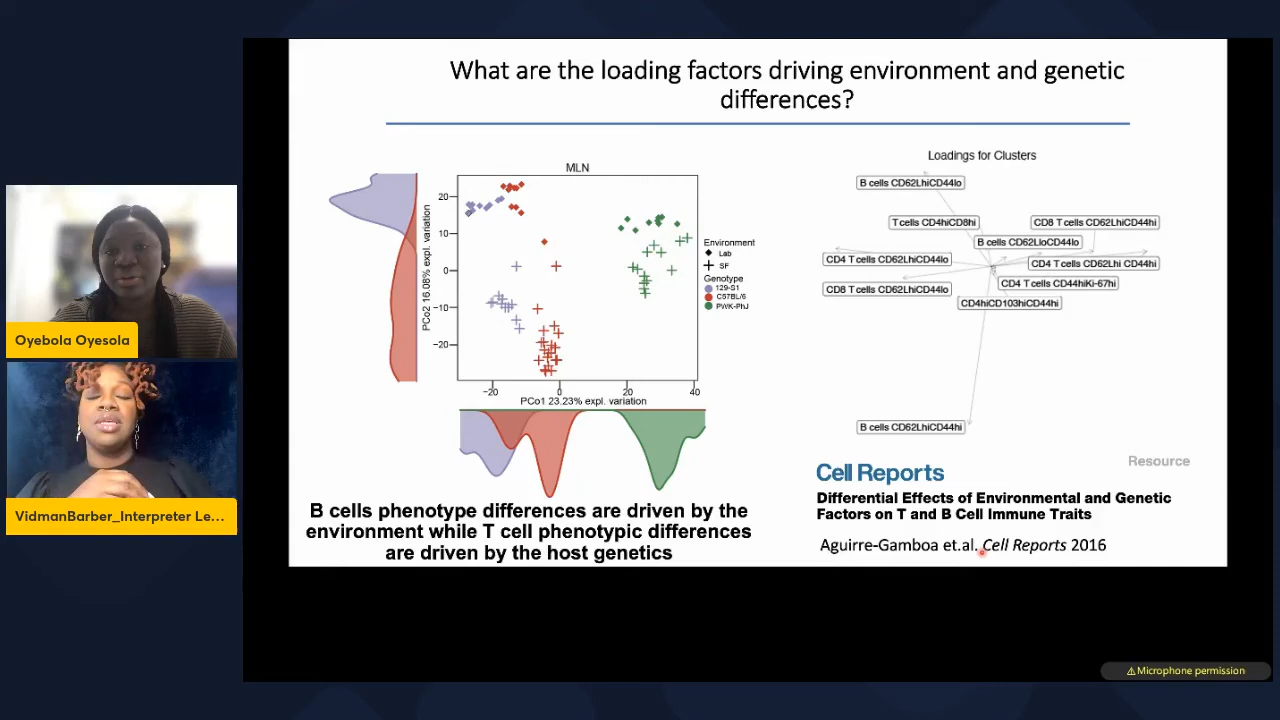 What are the loading factors driving environment and genetic
differences?
MLN
20
10
0
−10
−20
PCo2 16.08% expl. variation
−20
0
20
40
PCo1 23.23% expl. variation
Environment
Lab
SF
Genotype
129-S1
C57BL/6
PWK-PhJ
Loadings for Clusters
B cells CD62LhiCD44lo
T cells CD4hiCD8hi
CD8 T cells CD62LhiCD44hi
B cells CD62LloCD44lo
CD4 T cells CD62LhiCD44lo
CD4 T cells CD62Lhi CD44hi
CD8 T cells CD62LhiCD44lo
CD4 T cells CD44hiKi-67hi
CD4hiCD103hiCD44hi
B cells CD62LhiCD44hi
B cells phenotype differences are driven by the
environment while T cell phenotypic differences
are driven by the host genetics
Resource
Cell Reports
Differential Effects of Environmental and Genetic
Factors on T and B Cell Immune Traits
Aguirre-Gamboa et.al. Cell Reports 2016
Oyebola Oyesola
VidmanBarber_Interpreter Le...
Microphone permission